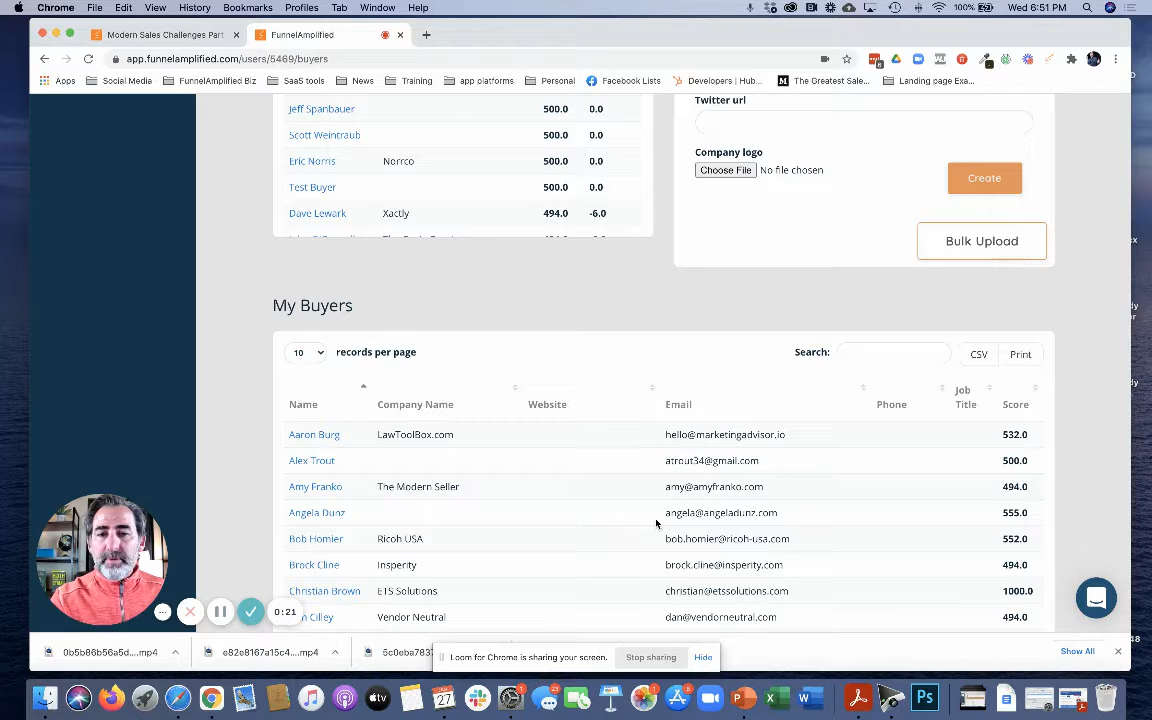 Chrome File Edit View History Bookmarks Profiles Tab Window Help 100% Wed 6:51 PM
Modern Sales Challenges Part FunnelAmplified
app.funnelamplified.com/users/5469/buyers
Apps Social Media FunnelAmplified Biz SaaS tools News Training app platforms Personal Facebook Lists Developers | Hub... The Greatest Sale... Landing page Exa...
Jeff Spanbauer 500.0 0.0
Scott Weintraub 500.0 0.0
Eric Norris Norrco 500.0 0.0
Test Buyer 500.0 0.0
Dave Lewark Xactly 494.0 -6.0
Twitter url
Company logo
Choose File No file chosen
Create
Bulk Upload
My Buyers
10 records per page Search: CSV Print
Name Company Name Website Email Phone Job Title Score
Aaron Burg LawToolBox.com hello@marketingadvisor.io 532.0
Alex Trout atrout34@gmail.com 500.0
Amy Franko The Modern Seller amy@amyfranko.com 494.0
Angela Dunz angela@angeladunz.com 555.0
Bob Homier Ricoh USA bob.homier@ricoh-usa.com 552.0
Brock Cline Insperity brock.cline@insperity.com 494.0
Christian Brown ETS Solutions christian@etssolutions.com 1000.0
Cilley Vendor Neutral dan@vendorneutral.com 494.0
0:21
0b5b86b56a5d....mp4 e82e8167a15c4....mp4 5c0eba783 Show All
Loom for Chrome is sharing your screen. Stop sharing Hide